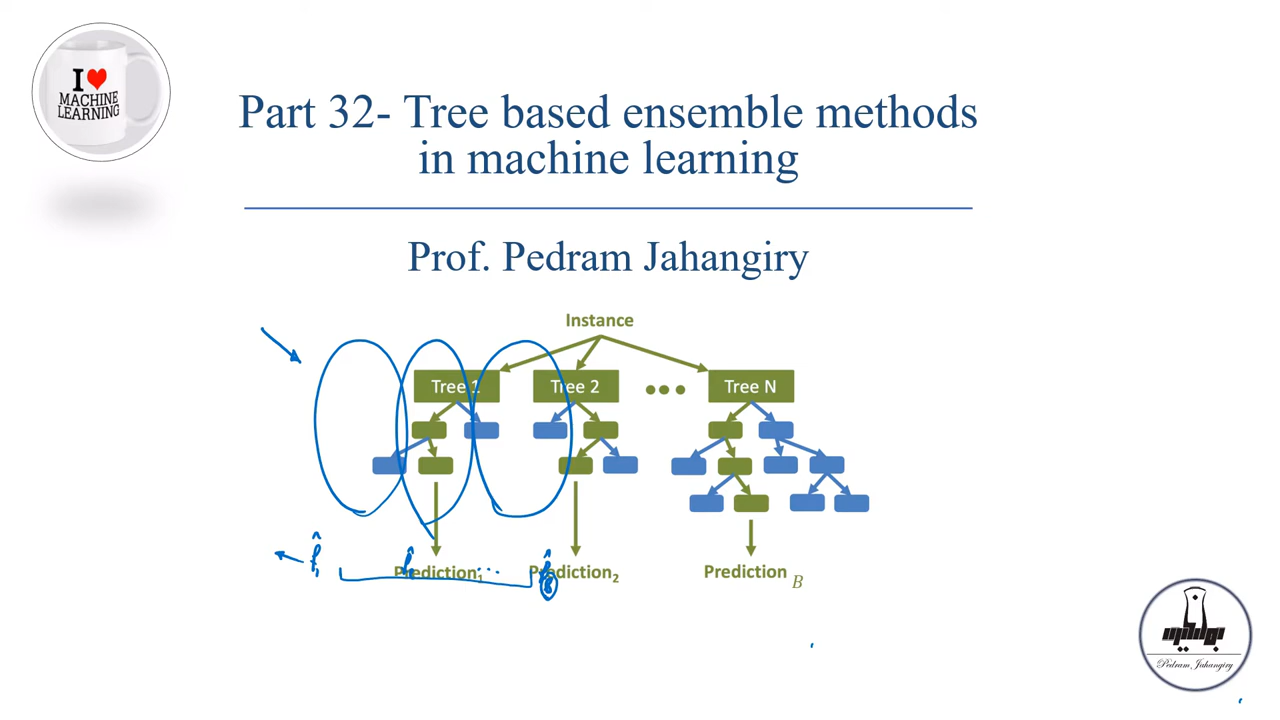 I ♥
MACHINE
LEARNING
Part 32- Tree based ensemble methods
in machine learning
Prof. Pedram Jahangiry
Instance
Tree 1 Tree 2 Tree N
Prediction₁ Prediction₂ Prediction B
f̂₁ ... f̂B
Pedram Jahangiry